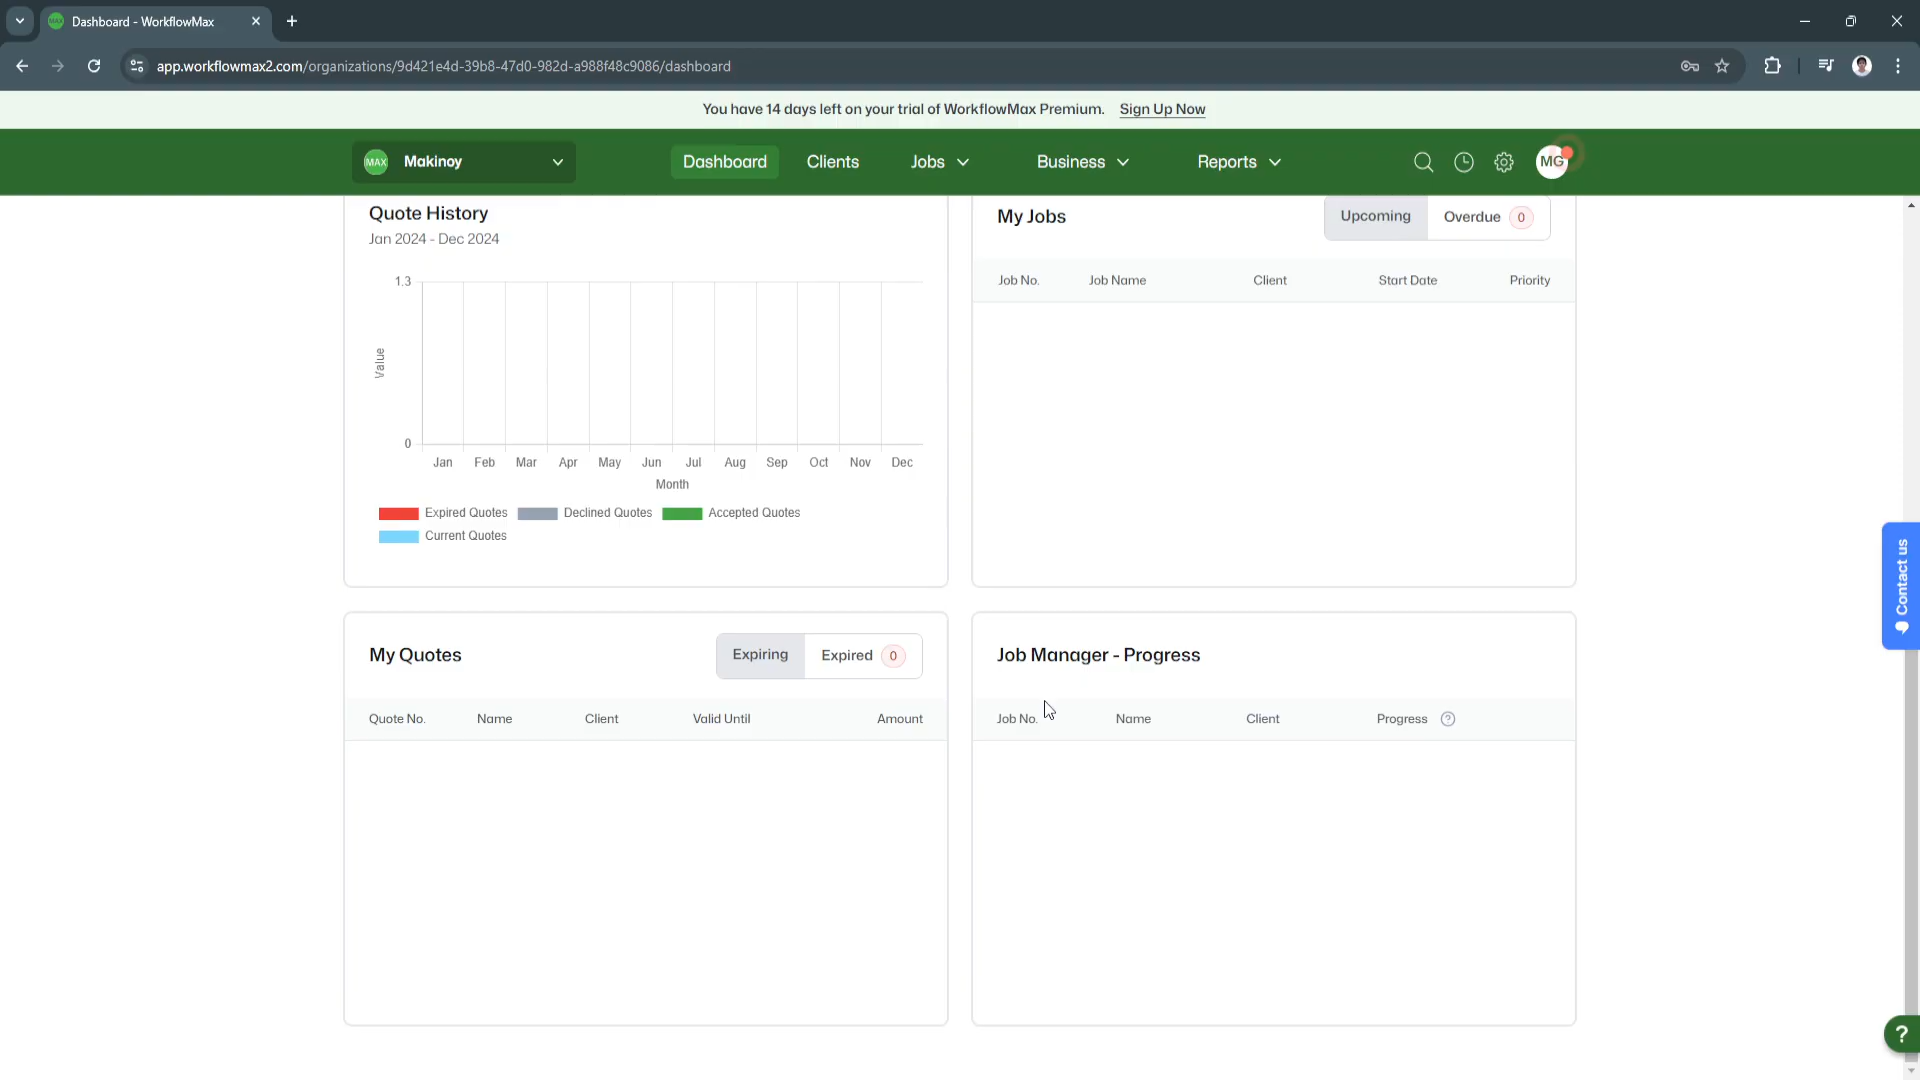 Dashboard - WorkflowMax
app.workflowmax2.com/organizations/9d421e4d-39b8-47d0-982d-a988f48c9086/dashboard
You have 14 days left on your trial of WorkflowMax Premium. Sign Up Now
MAX Makinoy Dashboard Clients Jobs Business Reports MG
Quote History
Jan 2024 - Dec 2024
1.3
Value
0
Jan Feb Mar Apr May Jun Jul Aug Sep Oct Nov Dec
Month
Expired Quotes Declined Quotes Accepted Quotes
Current Quotes
My Jobs Upcoming Overdue 0
Job No. Job Name Client Start Date Priority
My Quotes Expiring Expired 0
Quote No. Name Client Valid Until Amount
Job Manager - Progress
Job No. Name Client Progress ?
Contact us
?